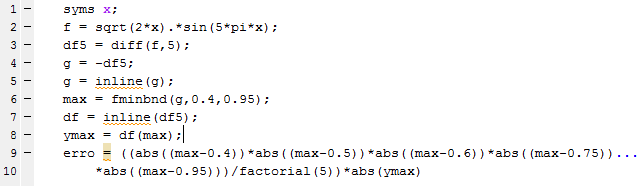 1 - syms x;
2 - f = sqrt(2*x).*sin(5*pi*x);
3 - df5 = diff(f,5);
4 - g = -df5;
5 - g = inline(g);
6 - max = fminbnd(g,0.4,0.95);
7 - df = inline(df5);
8 - ymax = df(max);
9 - erro = ((abs((max-0.4))*abs((max-0.5))*abs((max-0.6))*abs((max-0.75))...
10 *abs((max-0.95)))/factorial(5))*abs(ymax)